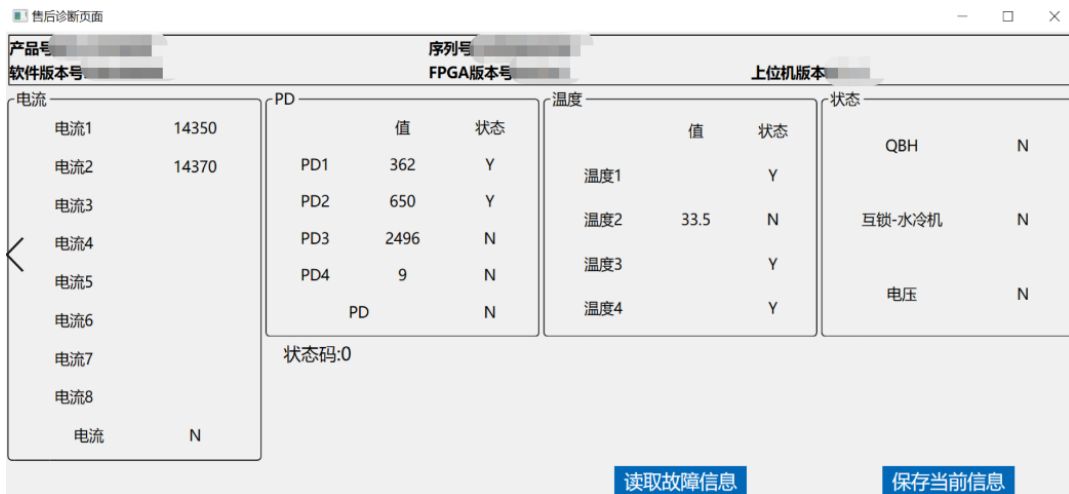 售后诊断页面
产品号
序列号
软件版本号
FPGA版本号
上位机版本
电流
电流1 14350
电流2 14370
电流3
电流4
电流5
电流6
电流7
电流8
电流 N
PD
值 状态
PD1 362 Y
PD2 650 Y
PD3 2496 N
PD4 9 N
PD N
温度
值 状态
温度1 Y
温度2 33.5 N
温度3 Y
温度4 Y
状态
QBH N
互锁-水冷机 N
电压 N
状态码:0
读取故障信息
保存当前信息